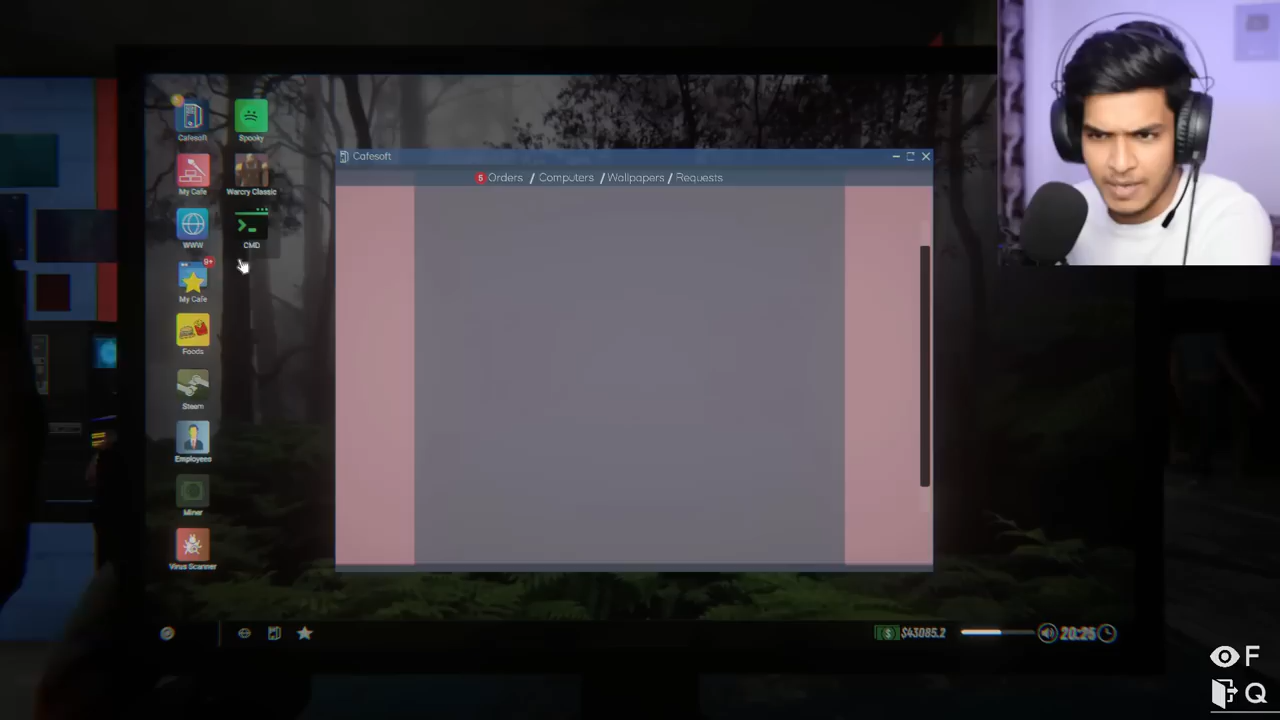 Cafesoft
Spooky
My Cafe
Warcry Classic
WWW
CMD
9+
My Cafe
Foods
Steam
Employees
Miner
Virus Scanner
Cafesoft
5 Orders / Computers / Wallpapers / Requests
$43085.2
20:25
F
Q